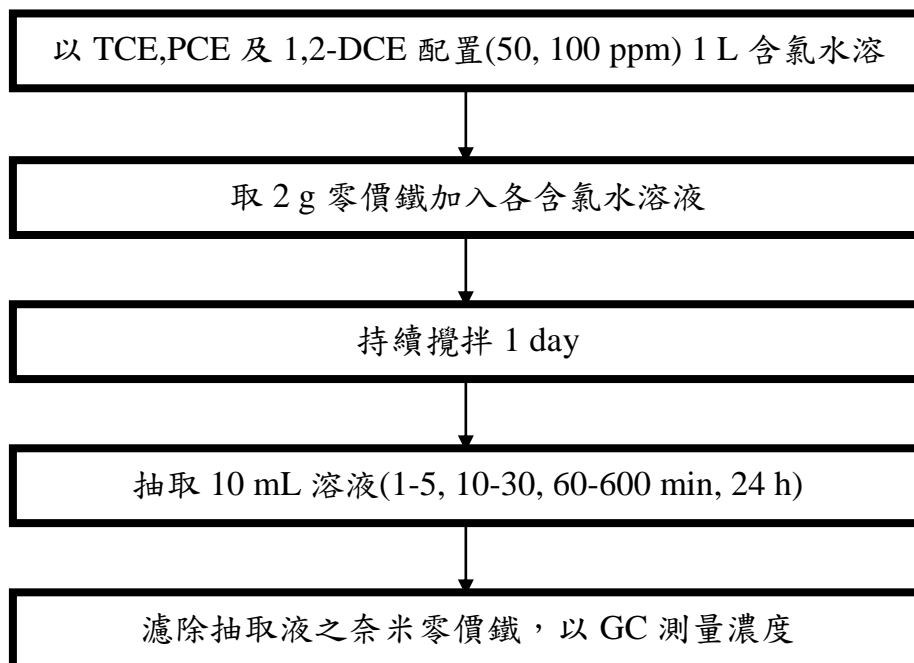 以 TCE,PCE 及 1,2-DCE 配置(50, 100 ppm) 1 L 含氯水溶
取 2 g 零價鐵加入各含氯水溶液
持續攪拌 1 day
抽取 10 mL 溶液(1-5, 10-30, 60-600 min, 24 h)
濾除抽取液之奈米零價鐵，以 GC 測量濃度